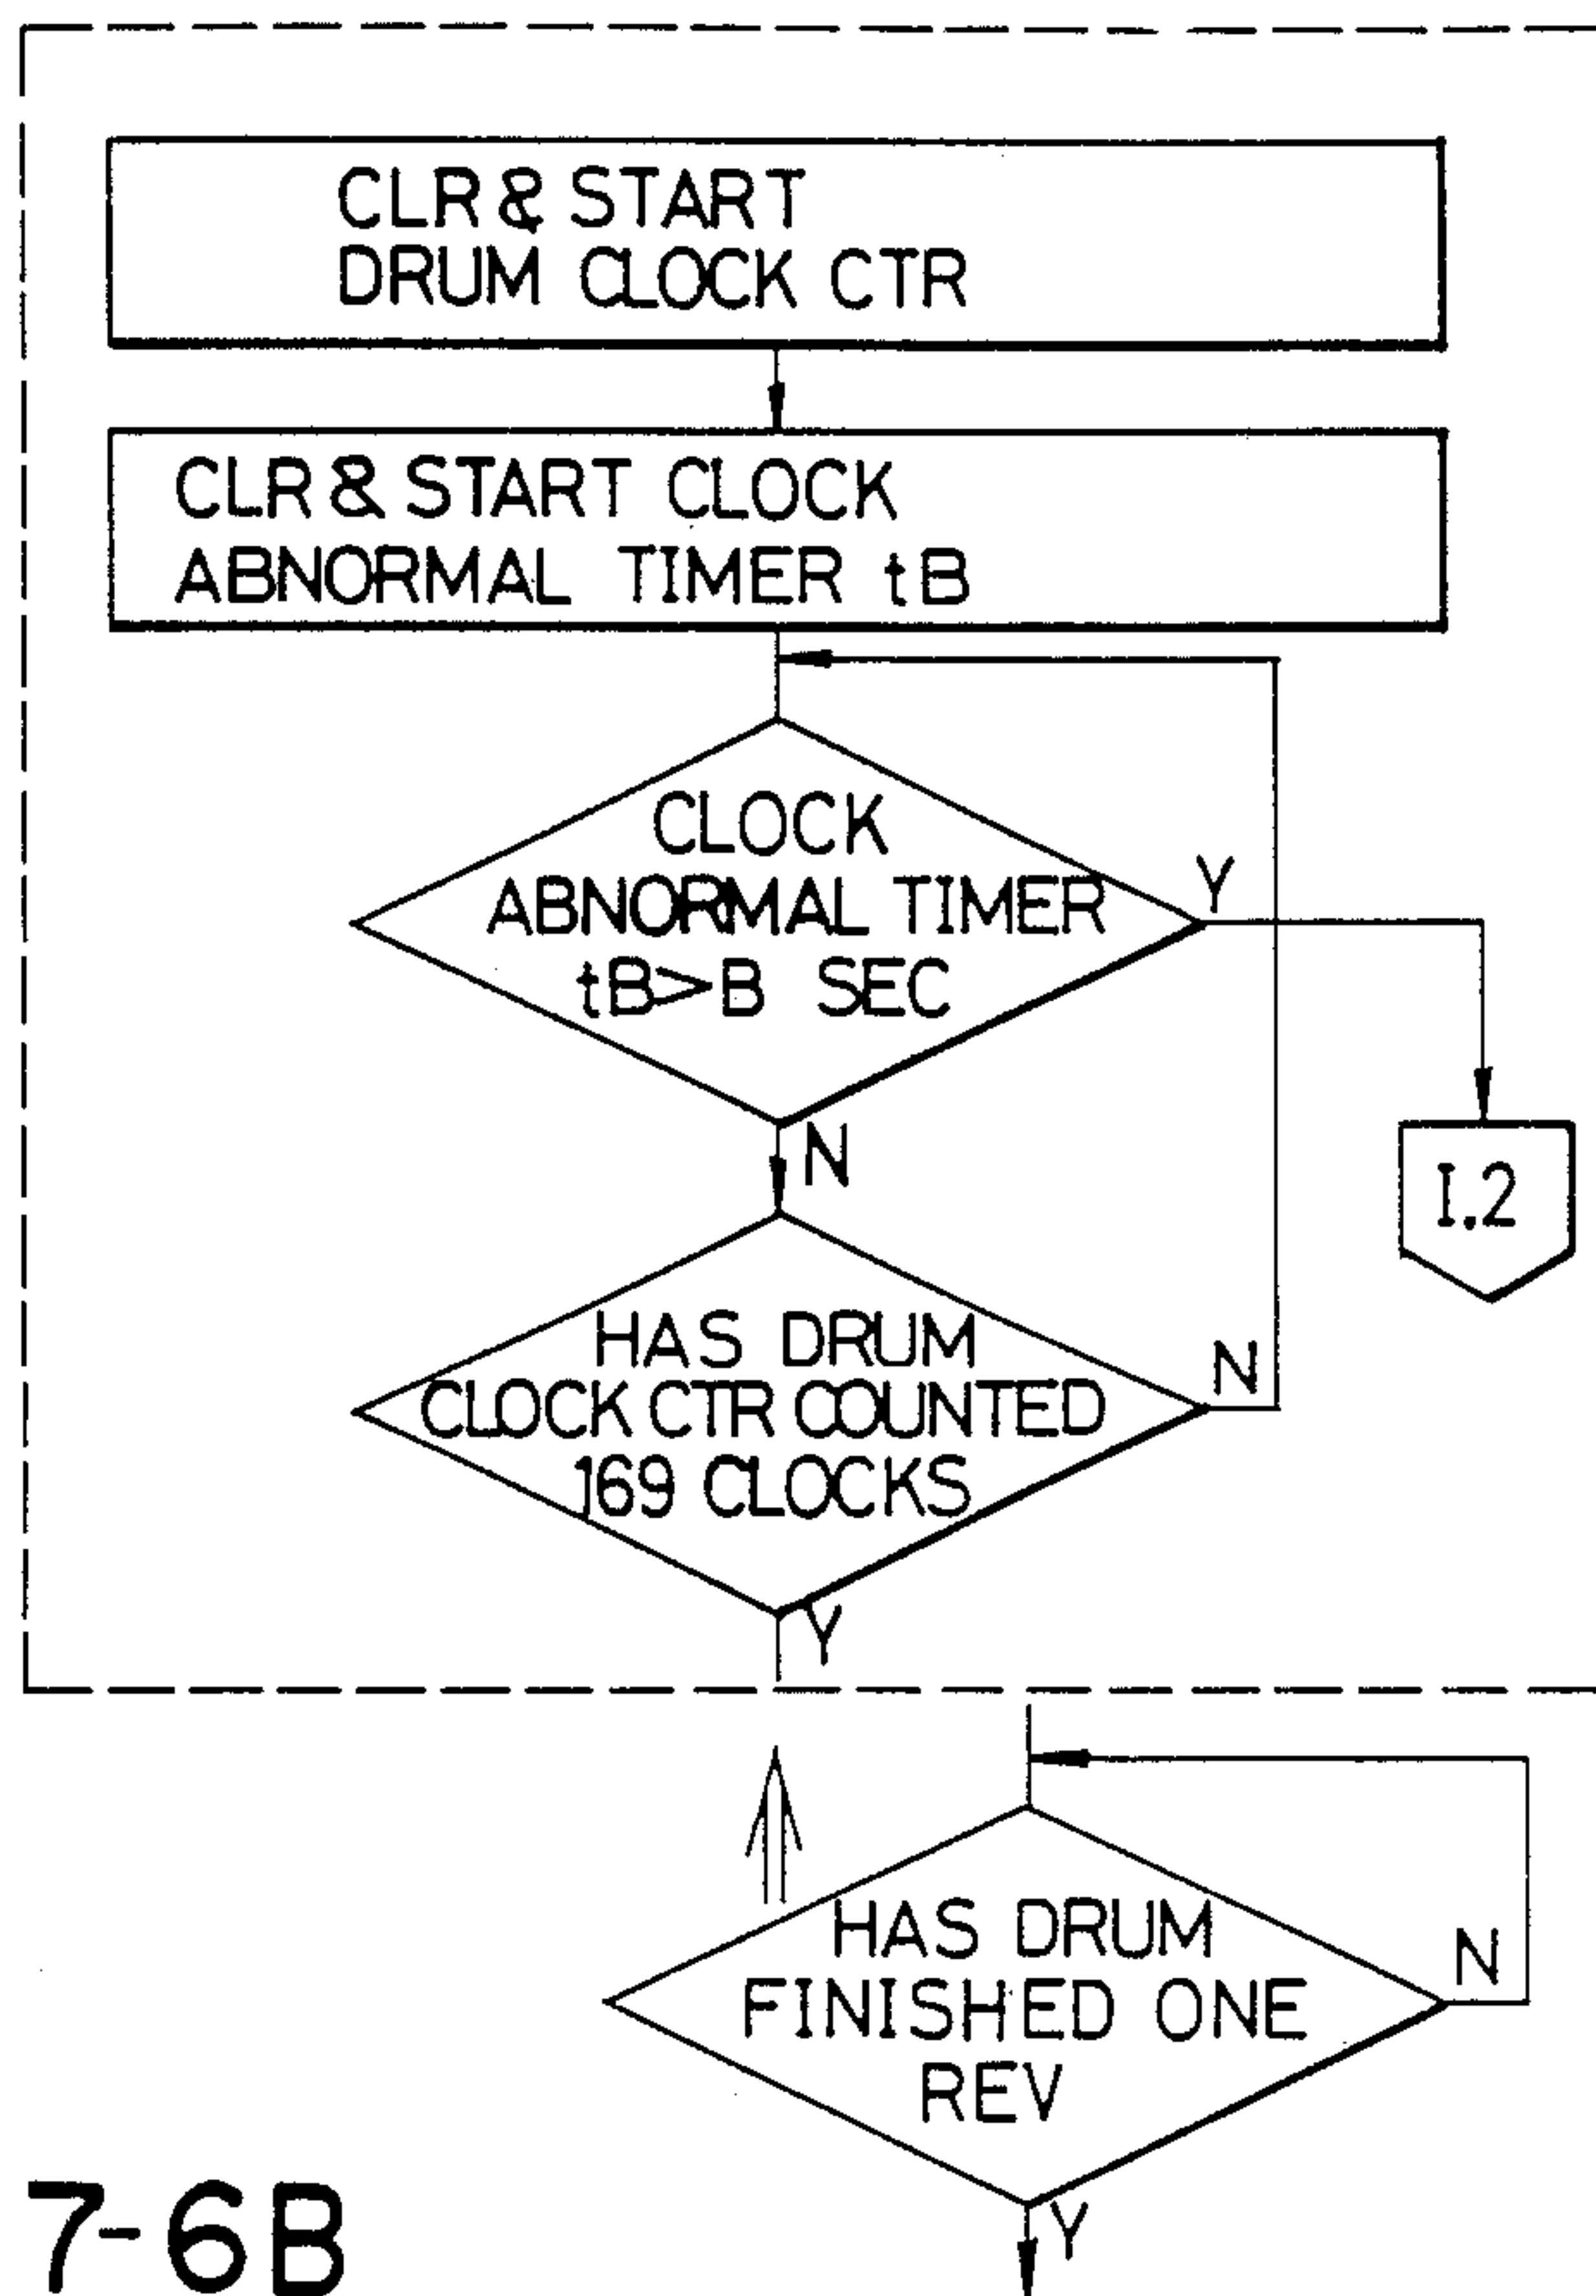 CLR & START
DRUM CLOCK CTR
CLR & START CLOCK
ABNORMAL TIMER tB
CLOCK
ABNORMAL TIMER
tB>B SEC
Y
N
I.2
HAS DRUM
CLOCK CTR COUNTED
169 CLOCKS
N
Y
HAS DRUM
FINISHED ONE
REV
N
Y
7-6B